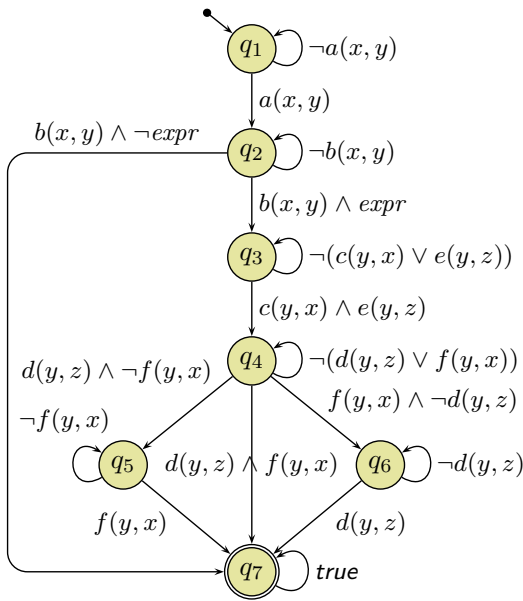 q₁
¬a(x, y)
a(x, y)
b(x, y) ∧ ¬expr
q₂
¬b(x, y)
b(x, y) ∧ expr
q₃
¬(c(y, x) ∨ e(y, z))
c(y, x) ∧ e(y, z)
q₄
¬(d(y, z) ∨ f(y, x))
d(y, z) ∧ ¬f(y, x)
f(y, x) ∧ ¬d(y, z)
¬f(y, x)
q₅
d(y, z) ∧ f(y, x)
q₆
¬d(y, z)
f(y, x)
d(y, z)
q₇
true